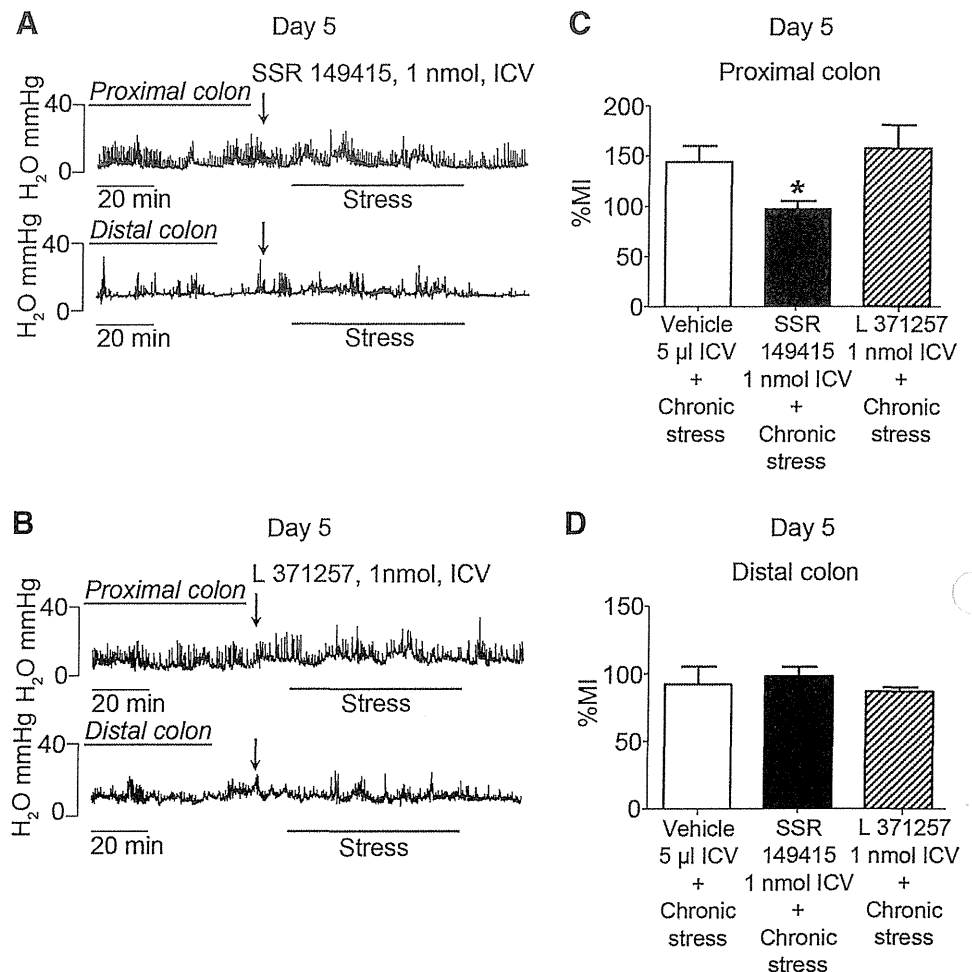 A
Day 5
SSR 149415, 1 nmol, ICV
Proximal colon
40
0
H₂O mmHg
20 min
Stress
Distal colon
40
0
H₂O mmHg
20 min
Stress
B
Day 5
L 371257, 1nmol, ICV
Proximal colon
40
0
H₂O mmHg
20 min
Stress
Distal colon
40
0
H₂O mmHg
20 min
Stress
C
Day 5
Proximal colon
200
150
100
50
0
%MI
*
Vehicle
5 µl ICV
+
Chronic
stress
SSR
149415
1 nmol ICV
+
Chronic
stress
L 371257
1 nmol ICV
+
Chronic
stress
D
Day 5
Distal colon
150
100
50
0
%MI
Vehicle
5 µl ICV
+
Chronic
stress
SSR
149415
1 nmol ICV
+
Chronic
stress
L 371257
1 nmol ICV
+
Chronic
stress